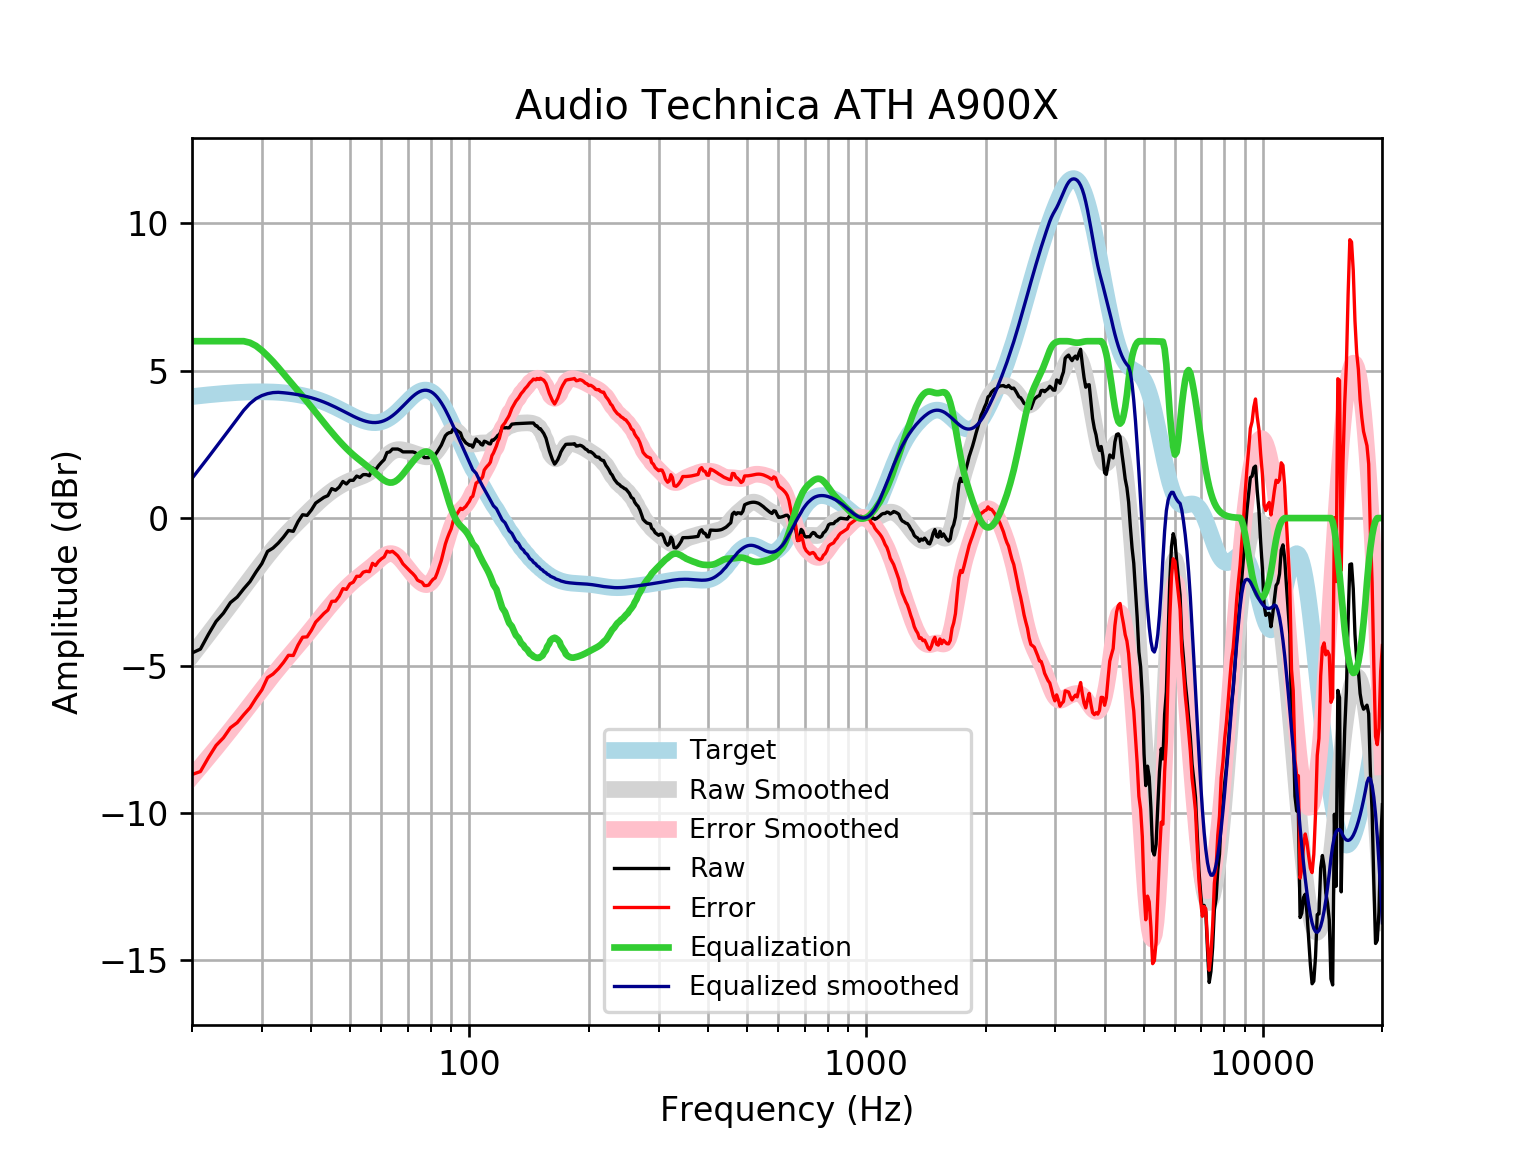 Audio Technica ATH A900X
Amplitude (dBr)
10
5
0
−5
−10
−15
Target
Raw Smoothed
Error Smoothed
Raw
Error
Equalization
Equalized smoothed
100
1000
10000
Frequency (Hz)